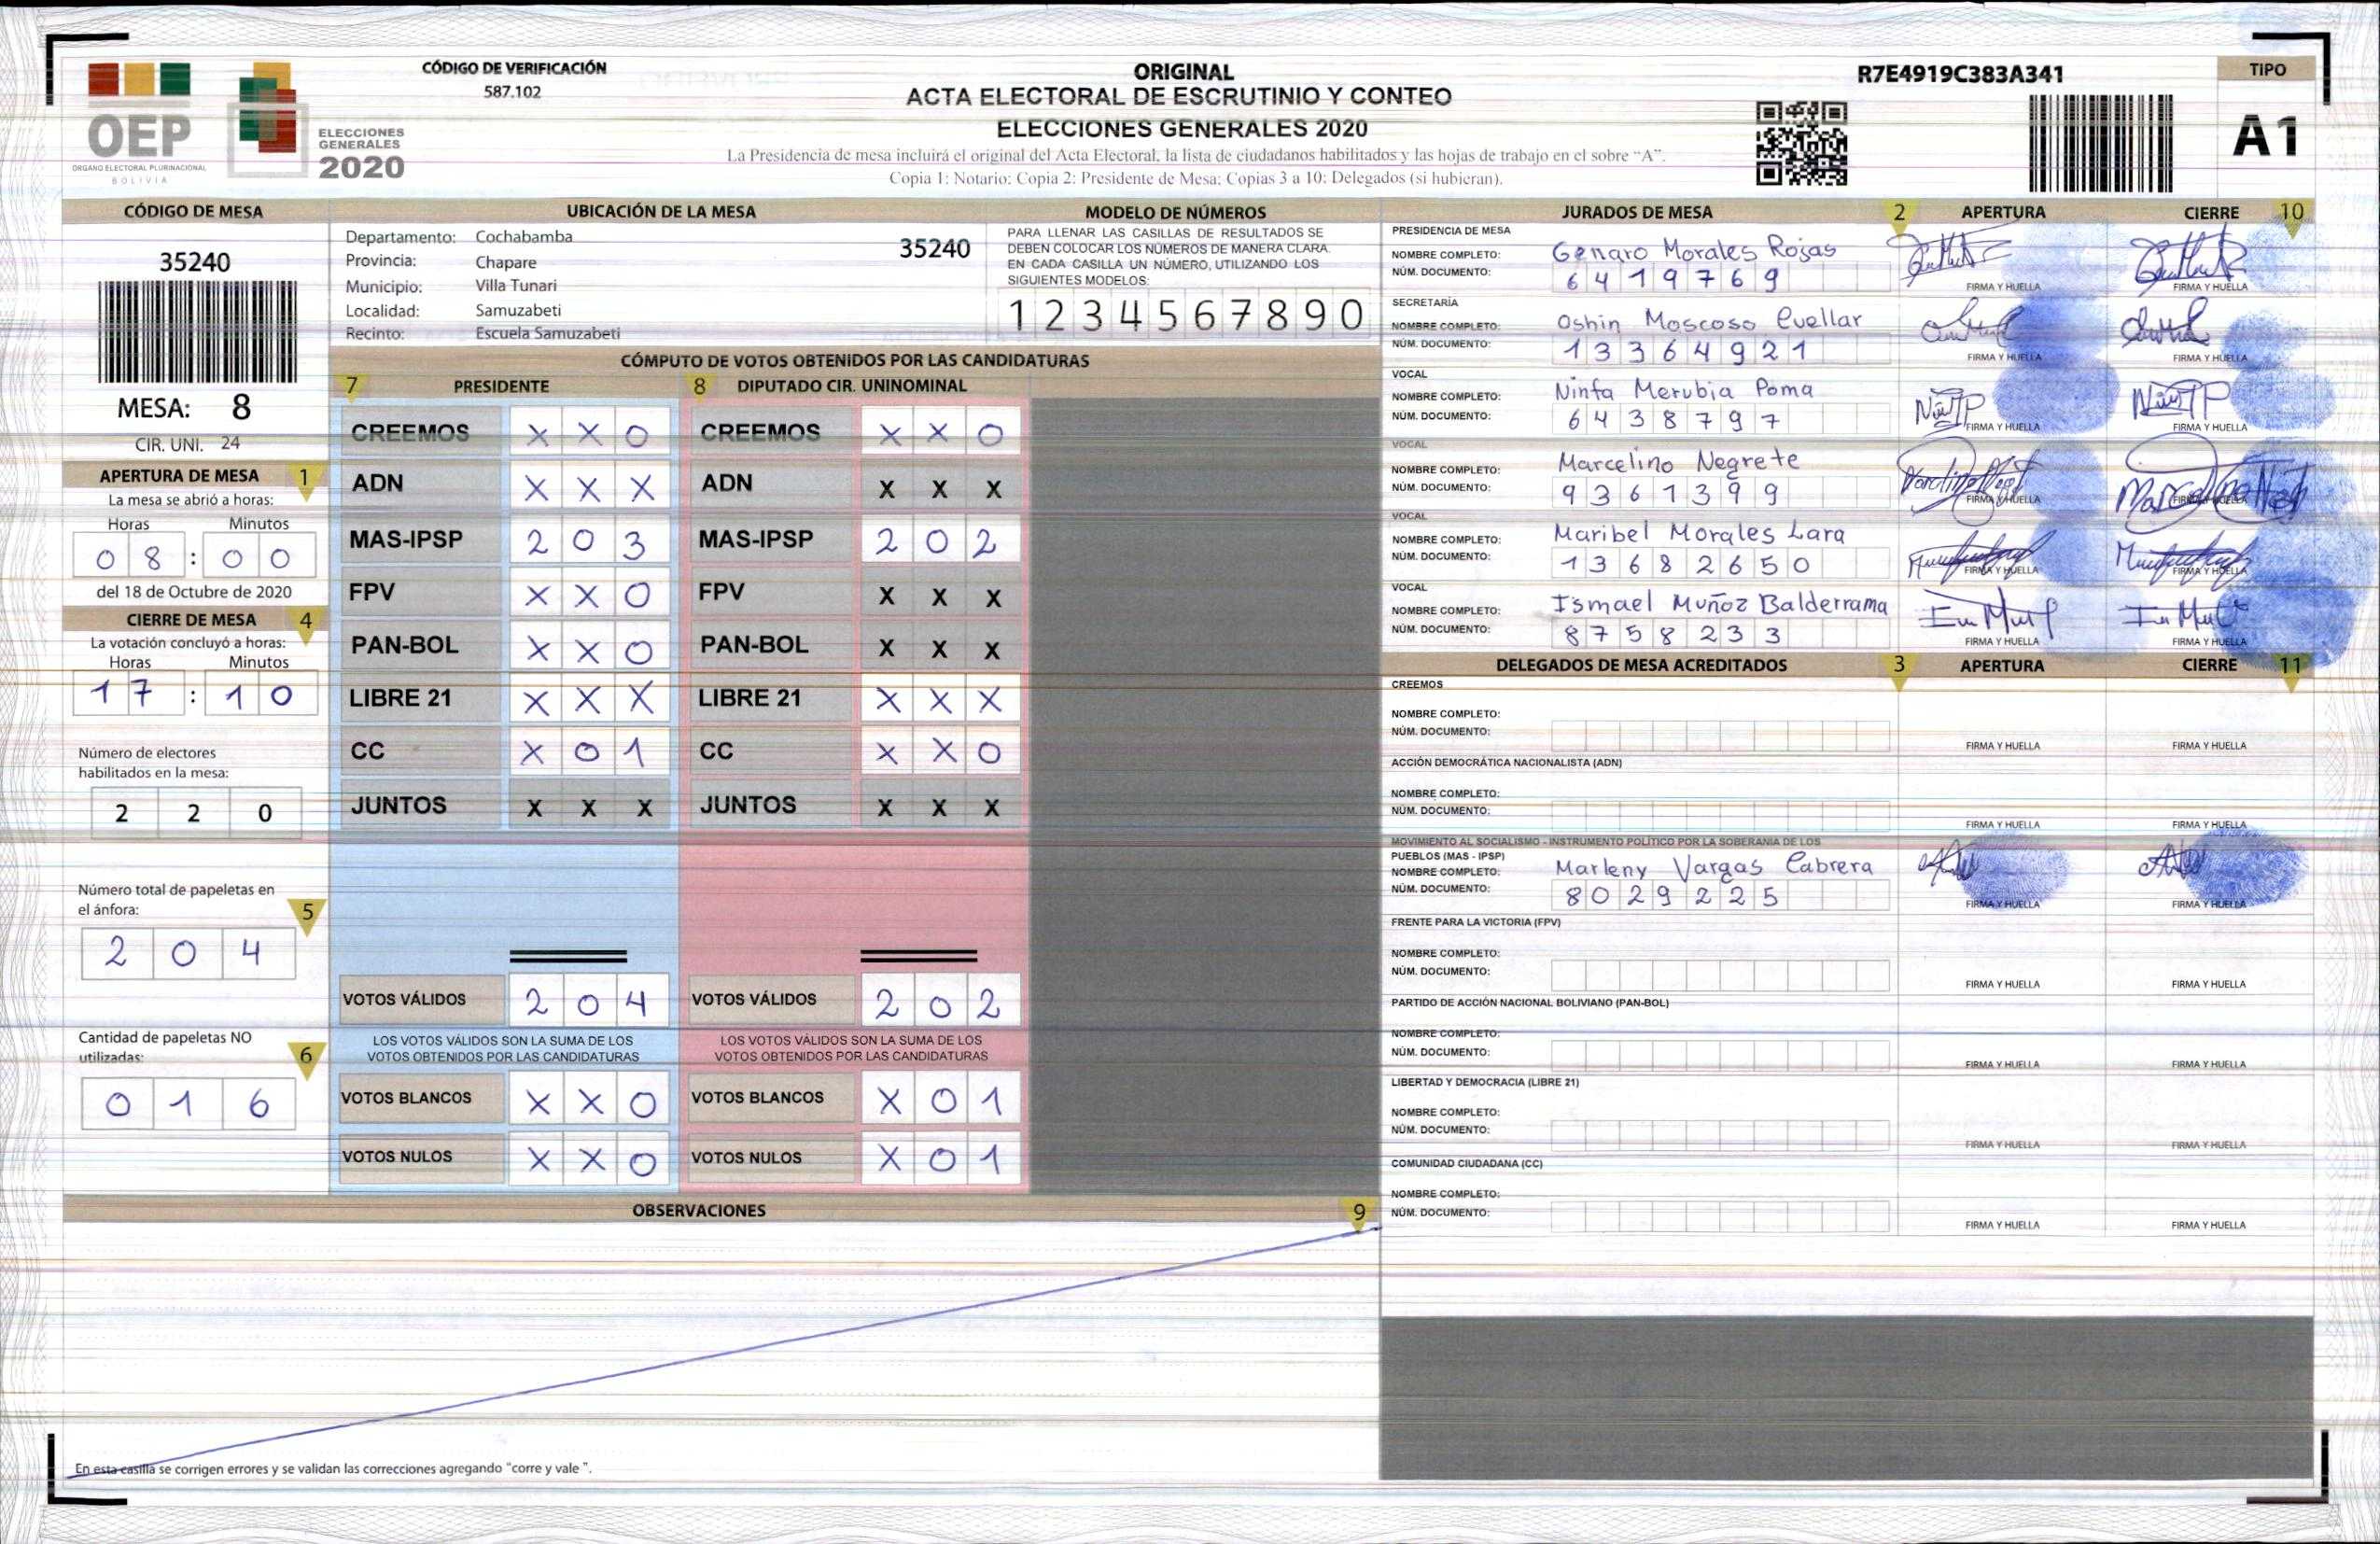 CÓDIGO DE VERIFICACIÓN
587.102
OEP
ORGANO ELECTORAL PLURINACIONAL
BOLIVIA
ELECCIONES
GENERALES
2020
ORIGINAL
ACTA ELECTORAL DE ESCRUTINIO Y CONTEO
ELECCIONES GENERALES 2020
La Presidencia de mesa incluirá el original del Acta Electoral, la lista de ciudadanos habilitados y las hojas de trabajo en el sobre "A".
Copia 1: Notario: Copia 2: Presidente de Mesa: Copias 3 a 10: Delegados (si hubieran).
R7E4919C383A341
TIPO
A1
CÓDIGO DE MESA
35240
MESA: 8
CIR. UNI. 24
APERTURA DE MESA 1
La mesa se abrió a horas:
Horas Minutos
0 8 : 0 0
del 18 de Octubre de 2020
CIERRE DE MESA 4
La votación concluyó a horas:
Horas Minutos
1 7 : 1 0
Número de electores
habilitados en la mesa:
2 2 0
Número total de papeletas en
el ánfora: 5
2 0 4
Cantidad de papeletas NO
utilizadas: 6
0 1 6
UBICACIÓN DE LA MESA
Departamento: Cochabamba
35240
Provincia: Chapare
Municipio: Villa Tunari
Localidad: Samuzabeti
Recinto: Escuela Samuzabeti
MODELO DE NÚMEROS
PARA LLENAR LAS CASILLAS DE RESULTADOS SE
DEBEN COLOCAR LOS NÚMEROS DE MANERA CLARA.
EN CADA CASILLA UN NÚMERO, UTILIZANDO LOS
SIGUIENTES MODELOS:
1 2 3 4 5 6 7 8 9 0
CÓMPUTO DE VOTOS OBTENIDOS POR LAS CANDIDATURAS
7 PRESIDENTE 8 DIPUTADO CIR. UNINOMINAL
CREEMOS X X 0 CREEMOS X X 0
ADN X X X ADN X X X
MAS-IPSP 2 0 3 MAS-IPSP 2 0 2
FPV X X 0 FPV X X X
PAN-BOL X X 0 PAN-BOL X X X
LIBRE 21 X X X LIBRE 21 X X X
CC X 0 1 CC X X 0
JUNTOS X X X JUNTOS X X X
VOTOS VÁLIDOS 2 0 4 VOTOS VÁLIDOS 2 0 2
LOS VOTOS VÁLIDOS SON LA SUMA DE LOS LOS VOTOS VÁLIDOS SON LA SUMA DE LOS
VOTOS OBTENIDOS POR LAS CANDIDATURAS VOTOS OBTENIDOS POR LAS CANDIDATURAS
VOTOS BLANCOS X X 0 VOTOS BLANCOS X 0 1
VOTOS NULOS X X 0 VOTOS NULOS X 0 1
OBSERVACIONES 9
En esta casilla se corrigen errores y se validan las correcciones agregando "corre y vale ".
JURADOS DE MESA 2 APERTURA CIERRE 10
PRESIDENCIA DE MESA
NOMBRE COMPLETO: Genaro Morales Rojas
NÚM. DOCUMENTO: 6 4 1 9 7 6 9
FIRMA Y HUELLA FIRMA Y HUELLA
SECRETARÍA
NOMBRE COMPLETO: Oshin Moscoso Cuellar
NÚM. DOCUMENTO: 1 3 3 6 4 9 2 1
FIRMA Y HUELLA FIRMA Y HUELLA
VOCAL
NOMBRE COMPLETO: Ninfa Merubia Poma
NÚM. DOCUMENTO: 6 4 3 8 7 9 7
FIRMA Y HUELLA FIRMA Y HUELLA
VOCAL
NOMBRE COMPLETO: Marcelino Negrete
NÚM. DOCUMENTO: 9 3 6 1 3 9 9
FIRMA Y HUELLA FIRMA Y HUELLA
VOCAL
NOMBRE COMPLETO: Maribel Morales Lara
NÚM. DOCUMENTO: 1 3 6 8 2 6 5 0
FIRMA Y HUELLA FIRMA Y HUELLA
VOCAL
NOMBRE COMPLETO: Ismael Muñoz Balderrama
NÚM. DOCUMENTO: 8 7 5 8 2 3 3
FIRMA Y HUELLA FIRMA Y HUELLA
DELEGADOS DE MESA ACREDITADOS 3 APERTURA CIERRE 11
CREEMOS
NOMBRE COMPLETO:
NÚM. DOCUMENTO:
FIRMA Y HUELLA FIRMA Y HUELLA
ACCIÓN DEMOCRÁTICA NACIONALISTA (ADN)
NOMBRE COMPLETO:
NÚM. DOCUMENTO:
FIRMA Y HUELLA FIRMA Y HUELLA
MOVIMIENTO AL SOCIALISMO - INSTRUMENTO POLÍTICO POR LA SOBERANIA DE LOS
PUEBLOS (MAS - IPSP)
NOMBRE COMPLETO: Marleny Vargas Cabrera
NÚM. DOCUMENTO: 8 0 2 9 2 2 5
FIRMA Y HUELLA FIRMA Y HUELLA
FRENTE PARA LA VICTORIA (FPV)
NOMBRE COMPLETO:
NÚM. DOCUMENTO:
FIRMA Y HUELLA FIRMA Y HUELLA
PARTIDO DE ACCIÓN NACIONAL BOLIVIANO (PAN-BOL)
NOMBRE COMPLETO:
NÚM. DOCUMENTO:
FIRMA Y HUELLA FIRMA Y HUELLA
LIBERTAD Y DEMOCRACIA (LIBRE 21)
NOMBRE COMPLETO:
NÚM. DOCUMENTO:
FIRMA Y HUELLA FIRMA Y HUELLA
COMUNIDAD CIUDADANA (CC)
NOMBRE COMPLETO:
NÚM. DOCUMENTO:
FIRMA Y HUELLA FIRMA Y HUELLA